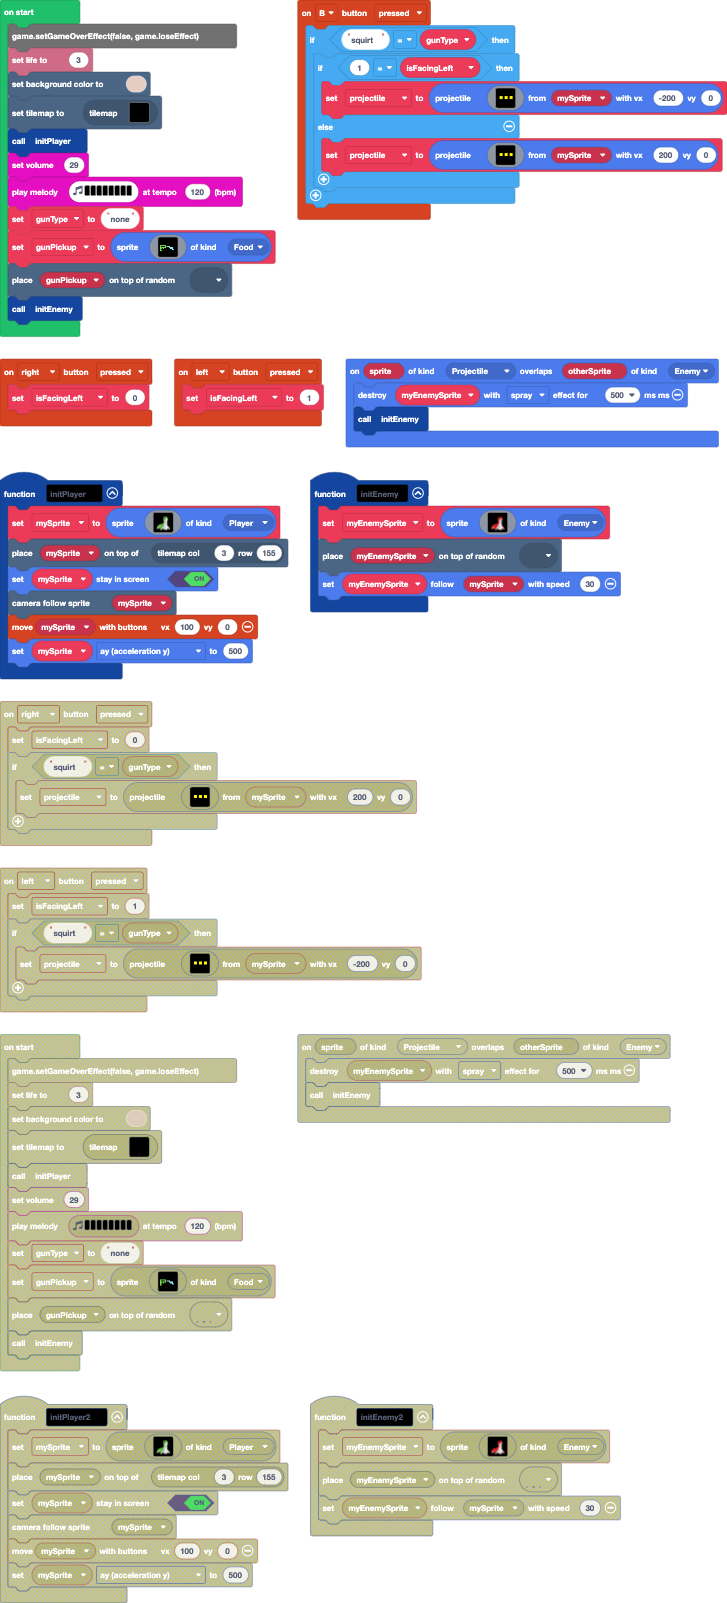 on start
game.setGameOverEffect(false, game.loseEffect)
set life to 3
set background color to
set tilemap to tilemap
call initPlayer
set volume 29
play melody at tempo 120 (bpm)
set gunType to "none"
set gunPickup to sprite of kind Food
place gunPickup on top of random
call initEnemy
on B button pressed
if "squirt" = gunType then
if 1 = isFacingLeft then
set projectile to projectile from mySprite with vx -200 vy 0
else
set projectile to projectile from mySprite with vx 200 vy 0
on right button pressed
set isFacingLeft to 0
on left button pressed
set isFacingLeft to 1
on sprite of kind Projectile overlaps otherSprite of kind Enemy
destroy myEnemySprite with spray effect for 500 ms ms
call initEnemy
function initPlayer
set mySprite to sprite of kind Player
place mySprite on top of tilemap col 3 row 155
set mySprite stay in screen ON
camera follow sprite mySprite
move mySprite with buttons vx 100 vy 0
set mySprite ay (acceleration y) to 500
function initEnemy
set myEnemySprite to sprite of kind Enemy
place myEnemySprite on top of random
set myEnemySprite follow mySprite with speed 30
on right button pressed
set isFacingLeft to 0
if "squirt" = gunType then
set projectile to projectile from mySprite with vx 200 vy 0
on left button pressed
set isFacingLeft to 1
if "squirt" = gunType then
set projectile to projectile from mySprite with vx -200 vy 0
on start
game.setGameOverEffect(false, game.loseEffect)
set life to 3
set background color to
set tilemap to tilemap
call initPlayer
set volume 29
play melody at tempo 120 (bpm)
set gunType to "none"
set gunPickup to sprite of kind Food
place gunPickup on top of random
call initEnemy
on sprite of kind Projectile overlaps otherSprite of kind Enemy
destroy myEnemySprite with spray effect for 500 ms ms
call initEnemy
function initPlayer2
set mySprite to sprite of kind Player
place mySprite on top of tilemap col 3 row 155
set mySprite stay in screen ON
camera follow sprite mySprite
move mySprite with buttons vx 100 vy 0
set mySprite ay (acceleration y) to 500
function initEnemy2
set myEnemySprite to sprite of kind Enemy
place myEnemySprite on top of random
set myEnemySprite follow mySprite with speed 30